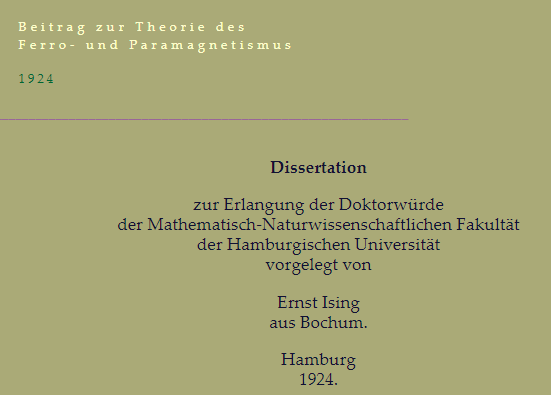 Beitrag zur Theorie des
Ferro- und Paramagnetismus
1924
Dissertation
zur Erlangung der Doktorwürde
der Mathematisch-Naturwissenschaftlichen Fakultät
der Hamburgischen Universität
vorgelegt von
Ernst Ising
aus Bochum.
Hamburg
1924.